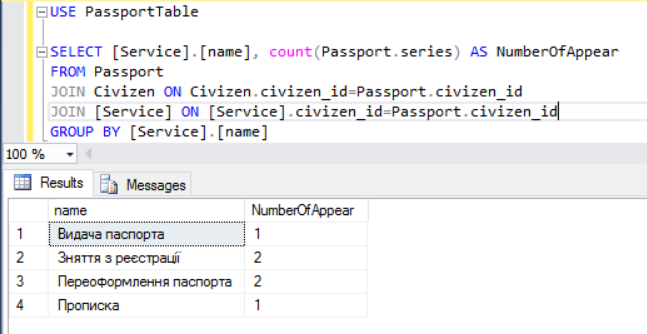 USE PassportTable
SELECT [Service].[name], count(Passport.series) AS NumberOfAppear
FROM Passport
JOIN Civizen ON Civizen.civizen_id=Passport.civizen_id
JOIN [Service] ON [Service].civizen_id=Passport.civizen_id
GROUP BY [Service].[name]
100 %
Results Messages
name NumberOfAppear
1 Видача паспорта 1
2 Зняття з реєстрації 2
3 Переоформлення паспорта 2
4 Прописка 1